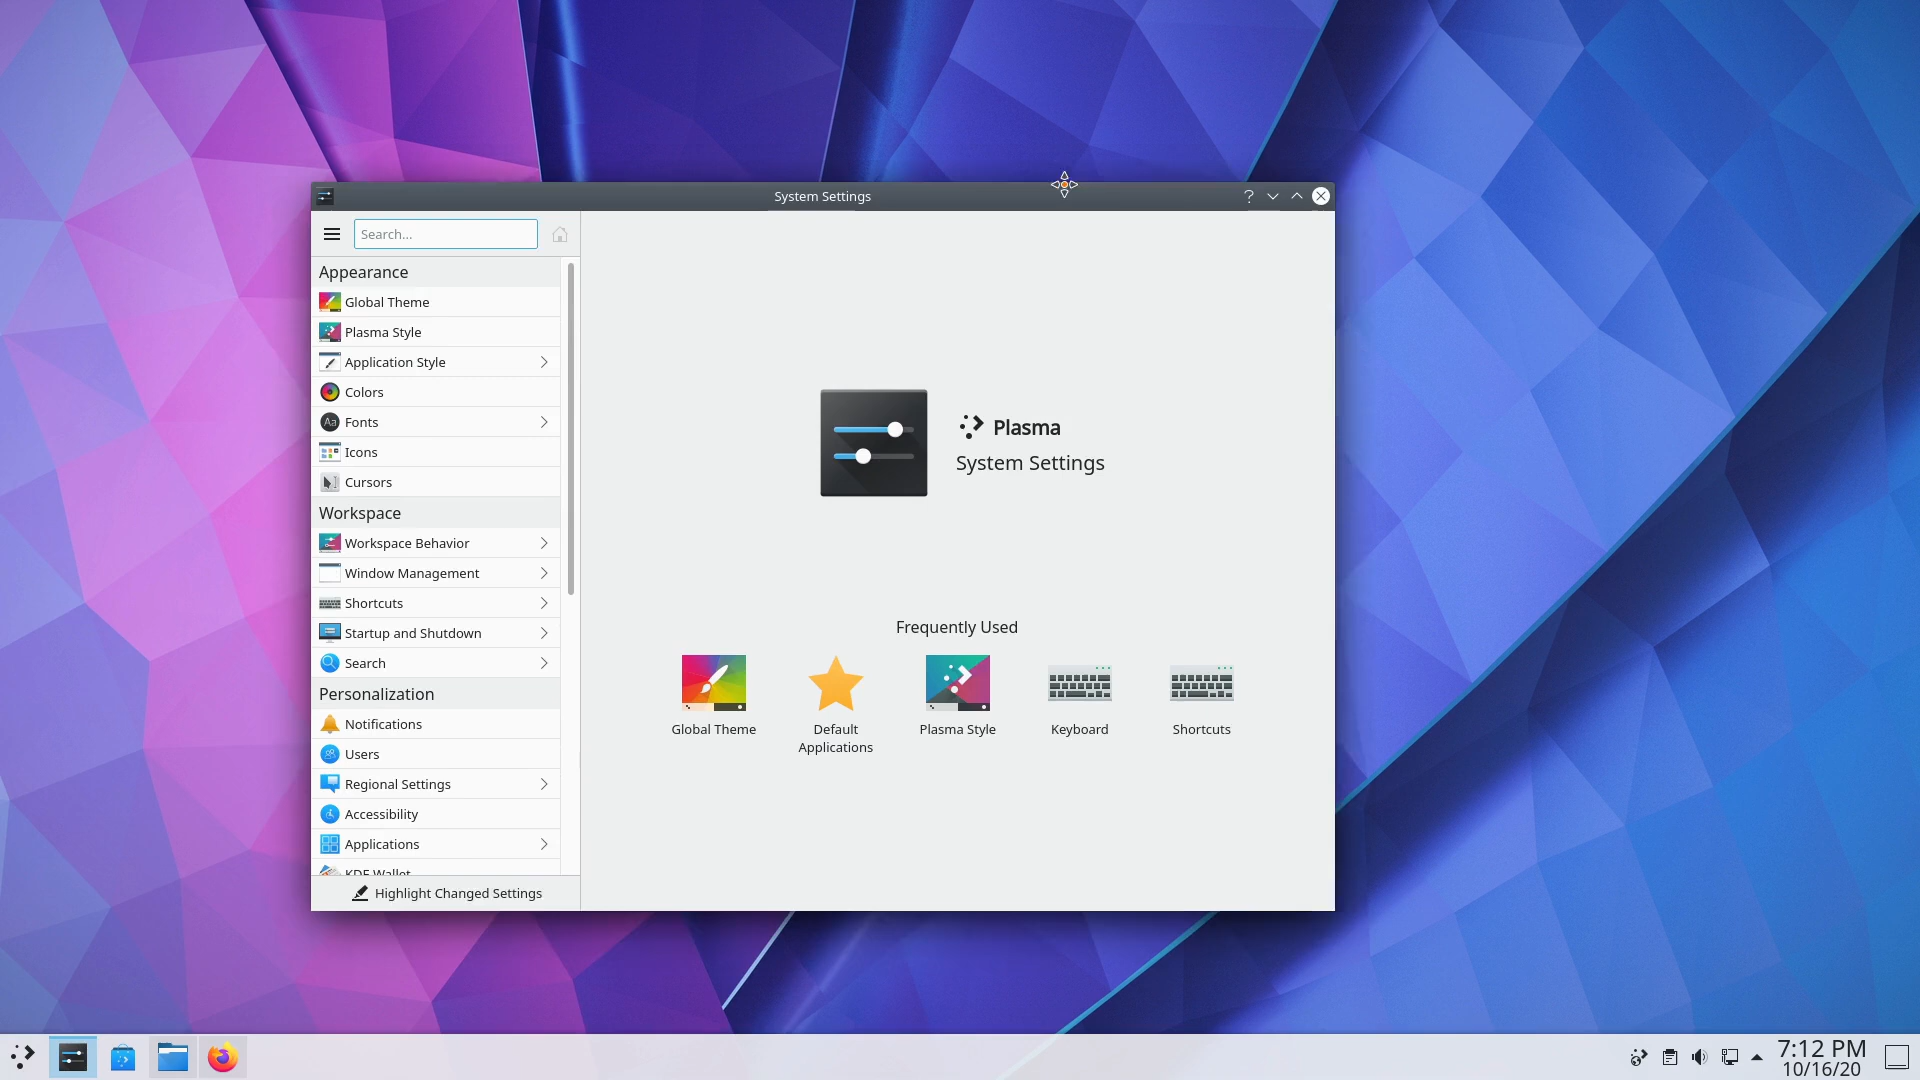 System Settings
Search...
Appearance
Global Theme
Plasma Style
Application Style
Colors
Aa Fonts
Icons
Cursors
Workspace
Workspace Behavior
Window Management
Shortcuts
Startup and Shutdown
Search
Personalization
Notifications
Users
Regional Settings
Accessibility
Applications
KDE Wallet
Highlight Changed Settings
Plasma
System Settings
Frequently Used
Global Theme
Default
Applications
Plasma Style
Keyboard
Shortcuts
7:12 PM
10/16/20